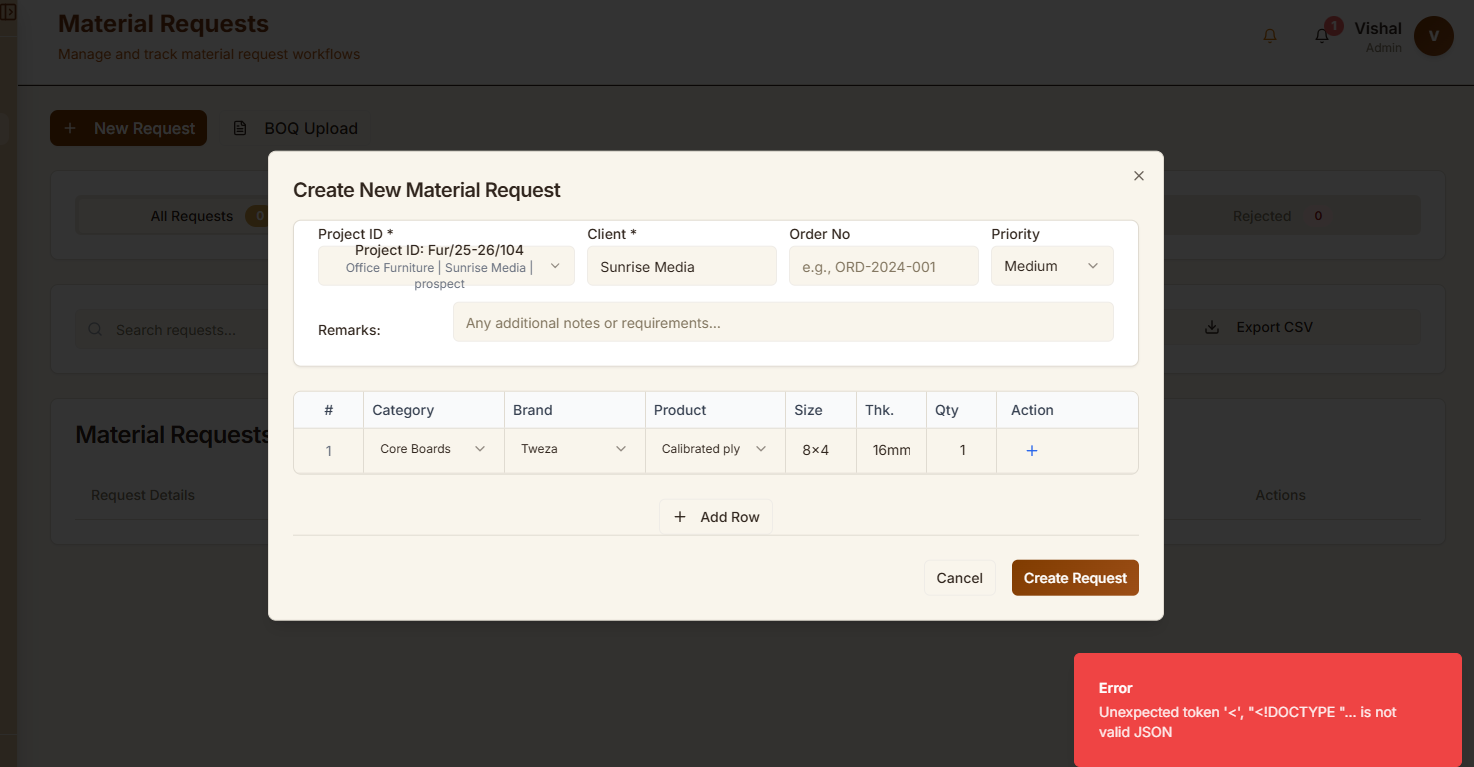 Material Requests
Manage and track material request workflows
1
Vishal
Admin
V
New Request
BOQ Upload
All Requests 0
Rejected 0
Search requests...
Export CSV
Material Requests
Request Details
Actions
Create New Material Request
Project ID *
Client *
Order No
Priority
Project ID: Fur/25-26/104
Office Furniture | Sunrise Media |
prospect
Sunrise Media
e.g., ORD-2024-001
Medium
Remarks:
Any additional notes or requirements...
# Category Brand Product Size Thk. Qty Action
1 Core Boards Tweza Calibrated ply 8×4 16mm 1 +
+ Add Row
Cancel
Create Request
Error
Unexpected token '<', "<!DOCTYPE "... is not
valid JSON